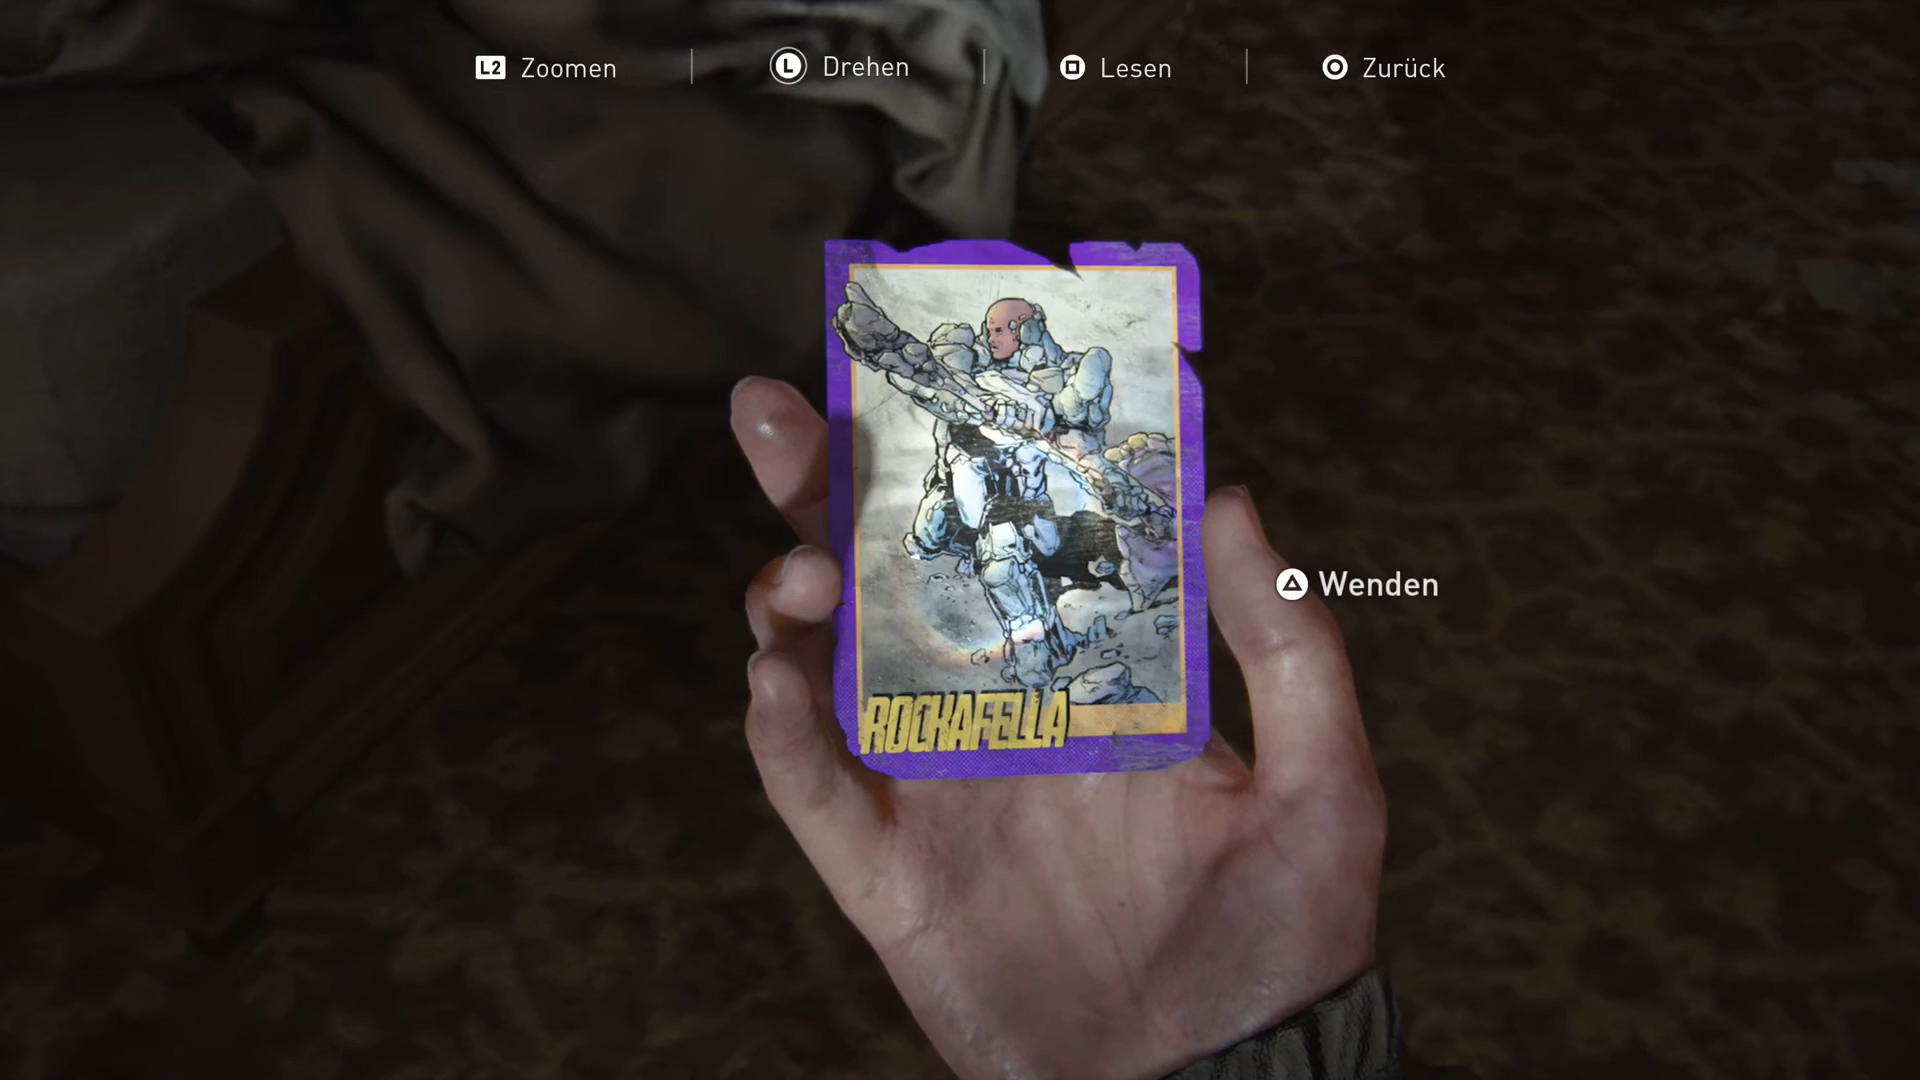 L2 Zoomen
L Drehen
Lesen
Zurück
ROCKAFELLA
Wenden